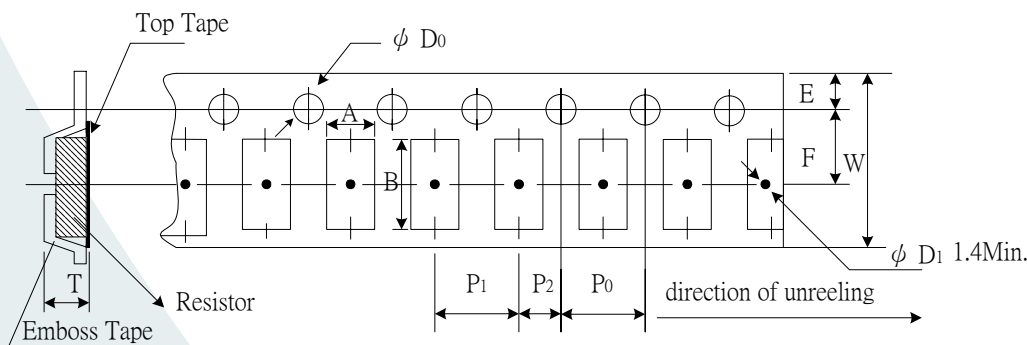 Top Tape
ϕ D0
A
E
B
F
W
T
Resistor
Emboss Tape
P1
P2
P0
ϕ D1 1.4Min.
direction of unreeling